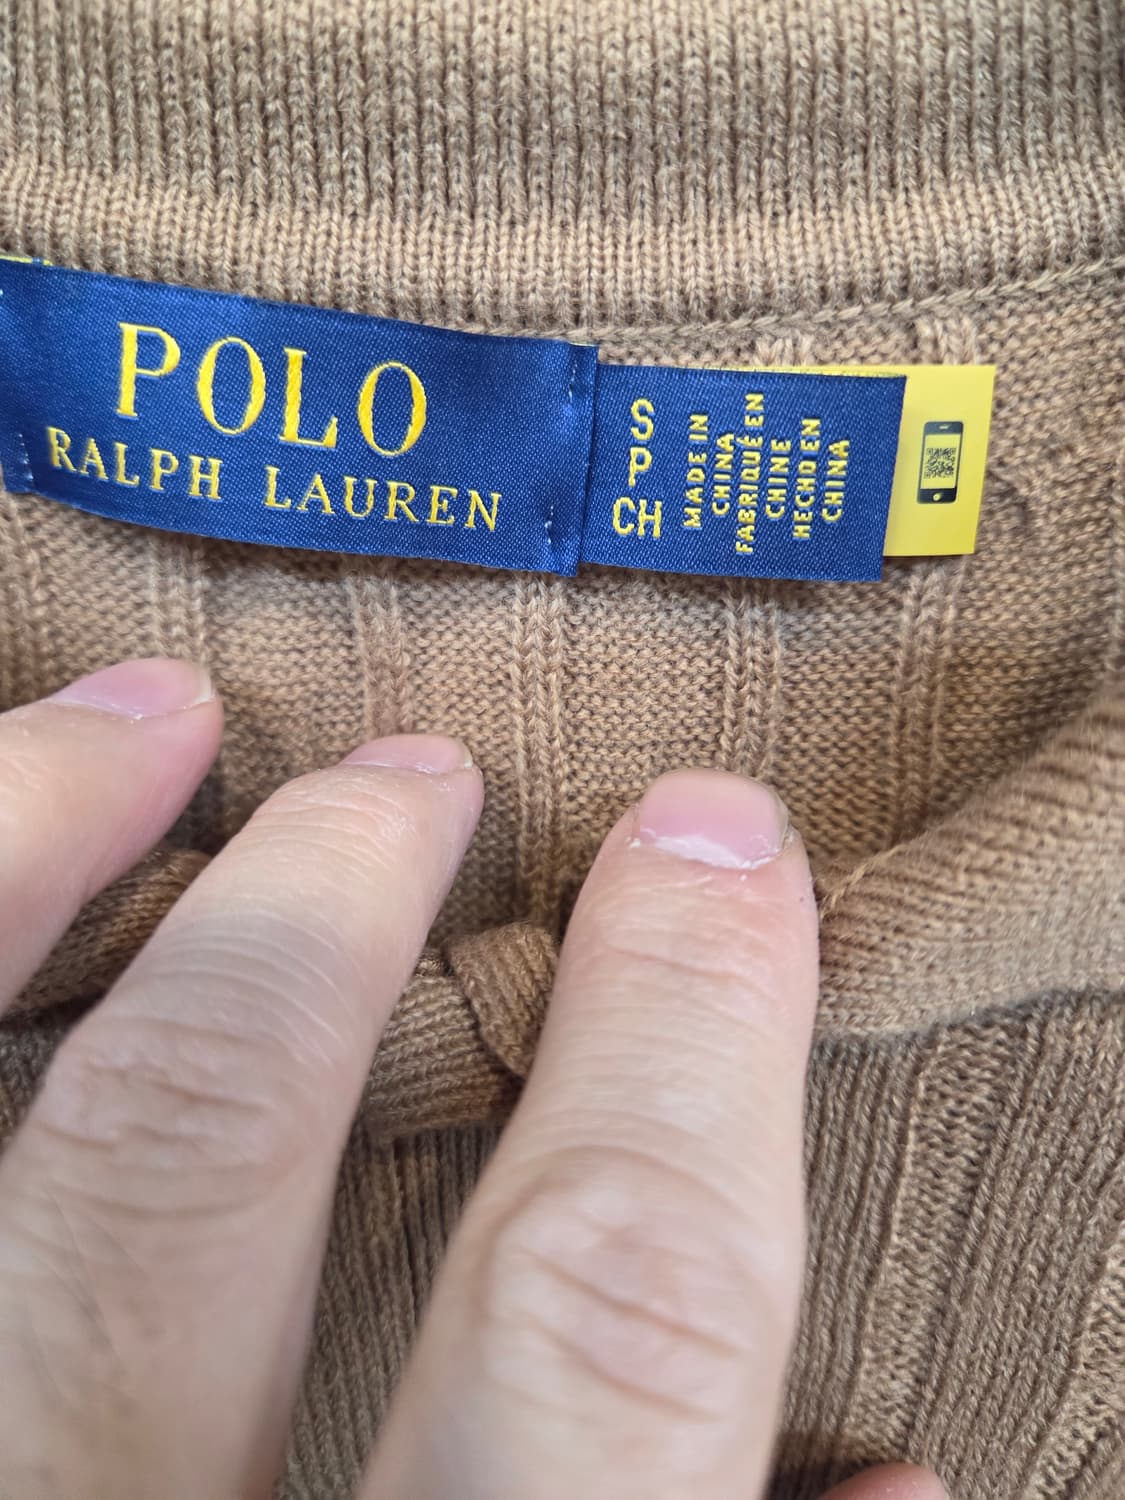 POLO
RALPH LAUREN
S
P
CH
MADE IN
CHINA
FABRIQUÉ EN
CHINE
HECHO EN
CHINA